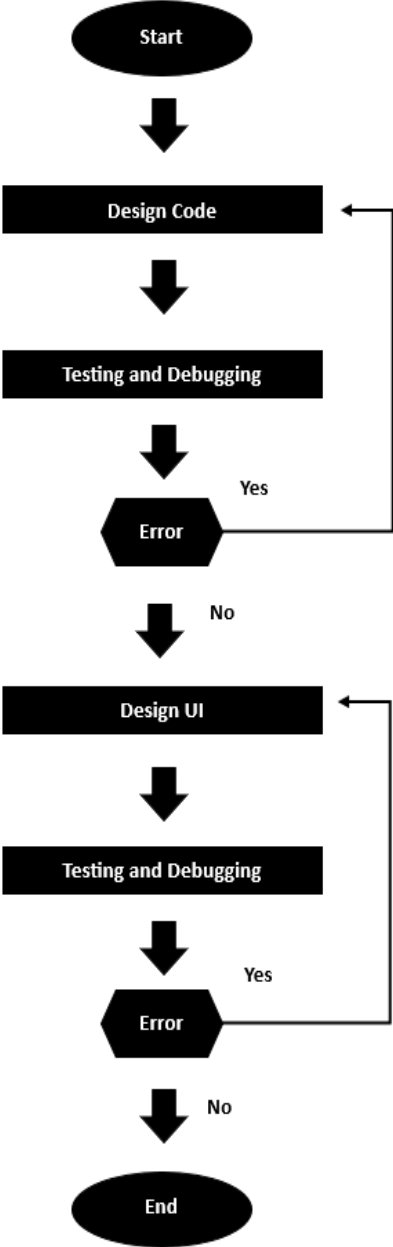 Start
Design Code
Testing and Debugging
Yes
Error
No
Design UI
Testing and Debugging
Yes
Error
No
End